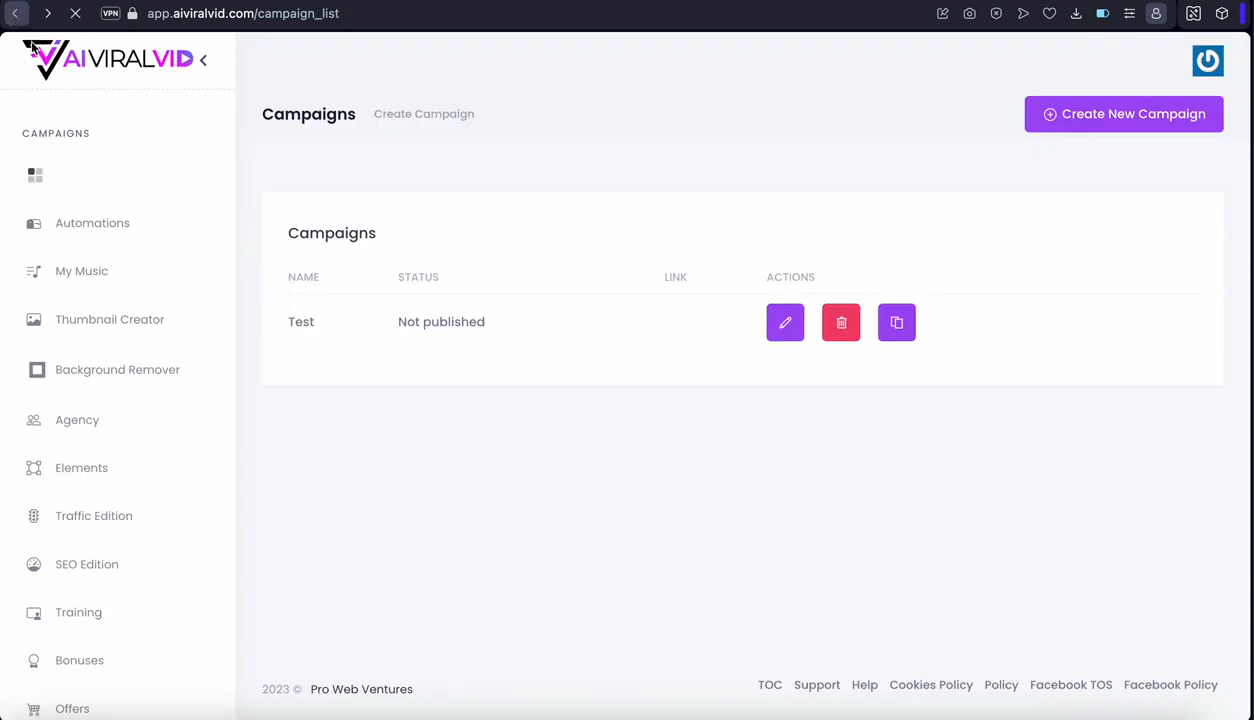 VPN
app.aiviralvid.com/campaign_list
AIVIRALVID
CAMPAIGNS
Automations
My Music
Thumbnail Creator
Background Remover
Agency
Elements
Traffic Edition
SEO Edition
Training
Bonuses
Offers
Campaigns
Create Campaign
Create New Campaign
Campaigns
NAME STATUS LINK ACTIONS
Test Not published
2023 © Pro Web Ventures
TOC Support Help Cookies Policy Policy Facebook TOS Facebook Policy